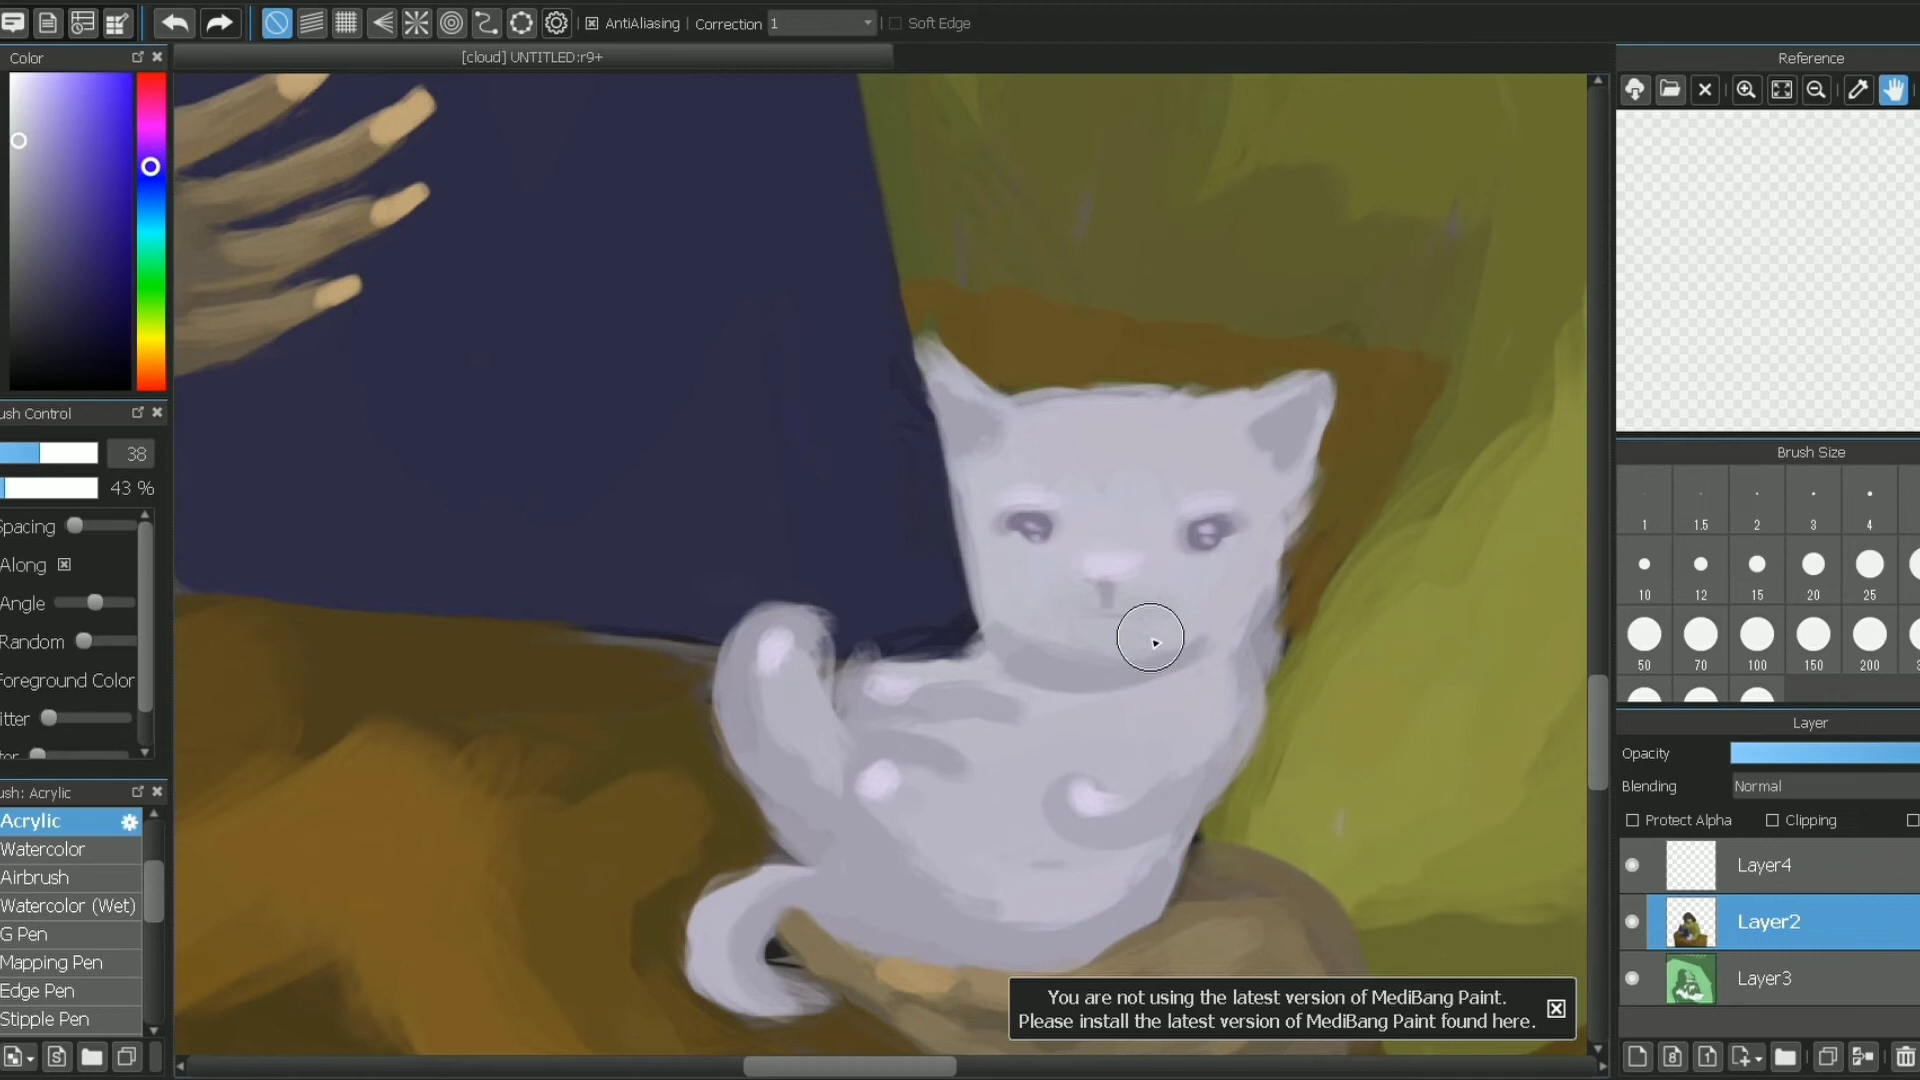 AntiAliasing
Correction 1
Soft Edge
Color
[cloud] UNTITLED:r9+
Reference
ush Control
38
43 %
Spacing
Along
Angle
Random
Foreground Color
itter
Brush Size
1 1.5 2 3 4
10 12 15 20 25
50 70 100 150 200
Layer
Opacity
Blending Normal
Protect Alpha Clipping
Layer4
Layer2
Layer3
ush: Acrylic
Acrylic
Watercolor
Airbrush
Watercolor (Wet)
G Pen
Mapping Pen
Edge Pen
Stipple Pen
You are not using the latest version of MediBang Paint.
Please install the latest version of MediBang Paint found here.